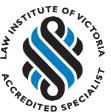 LAW INSTITUTE OF VICTORIA
ACCREDITED SPECIALIST